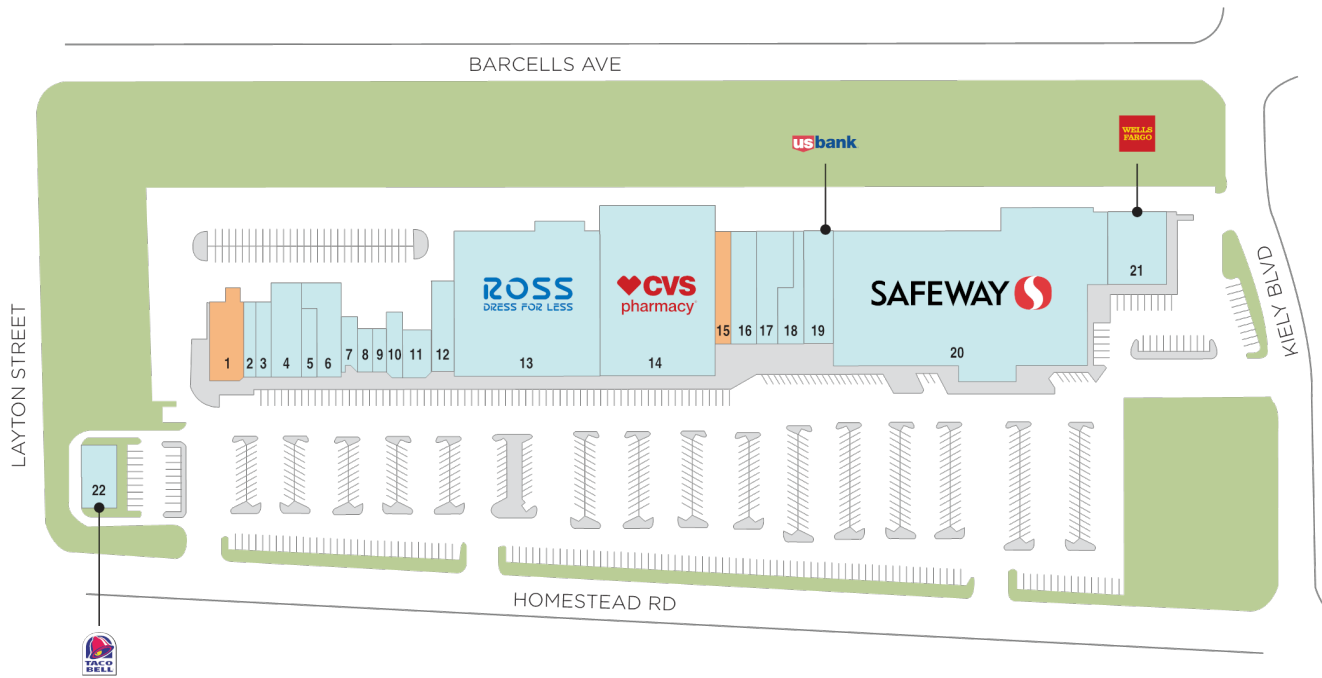 BARCELLS AVE
usbank
WELLS
FARGO
LAYTON STREET
KIELY BLVD
ROSS
DRESS FOR LESS
CVS
pharmacy
SAFEWAY
1
2
3
4
5
6
7
8
9
10
11
12
13
14
15
16
17
18
19
20
21
22
HOMESTEAD RD
TACO
BELL